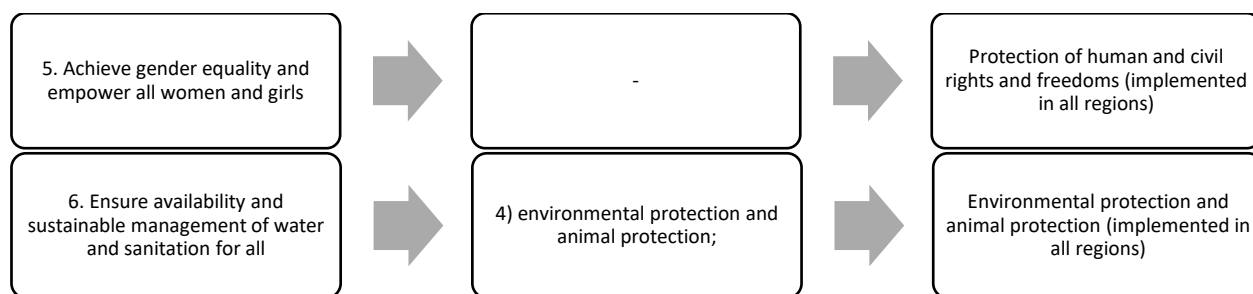 5. Achieve gender equality and
empower all women and girls
-
Protection of human and civil
rights and freedoms (implemented
in all regions)
6. Ensure availability and
sustainable management of water
and sanitation for all
4) environmental protection and
animal protection;
Environmental protection and
animal protection (implemented in
all regions)